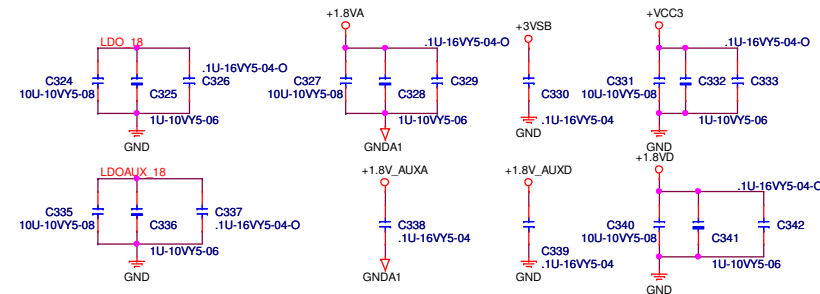 +1.8VA
+3VSB
+VCC3
LDO_18
.1U-16VY5-04-O
.1U-16VY5-04-O
.1U-16VY5-04-O
C324
C326
C327
C329
C331
C332
C333
10U-10VY5-08
C325
10U-10VY5-08
C328
C330
10U-10VY5-08
1U-10VY5-06
1U-10VY5-06
.1U-16VY5-04
1U-10VY5-06
GND
GNDA1
GND
GND
+1.8VD
LDOAUX_18
+1.8V_AUXA
+1.8V_AUXD
.1U-16VY5-04-O
C335
C337
C338
C340
C342
10U-10VY5-08
C336
.1U-16VY5-04-O
.1U-16VY5-04
10U-10VY5-08
C341
1U-10VY5-06
C339
.1U-16VY5-04
1U-10VY5-06
GND
GNDA1
GND
GND